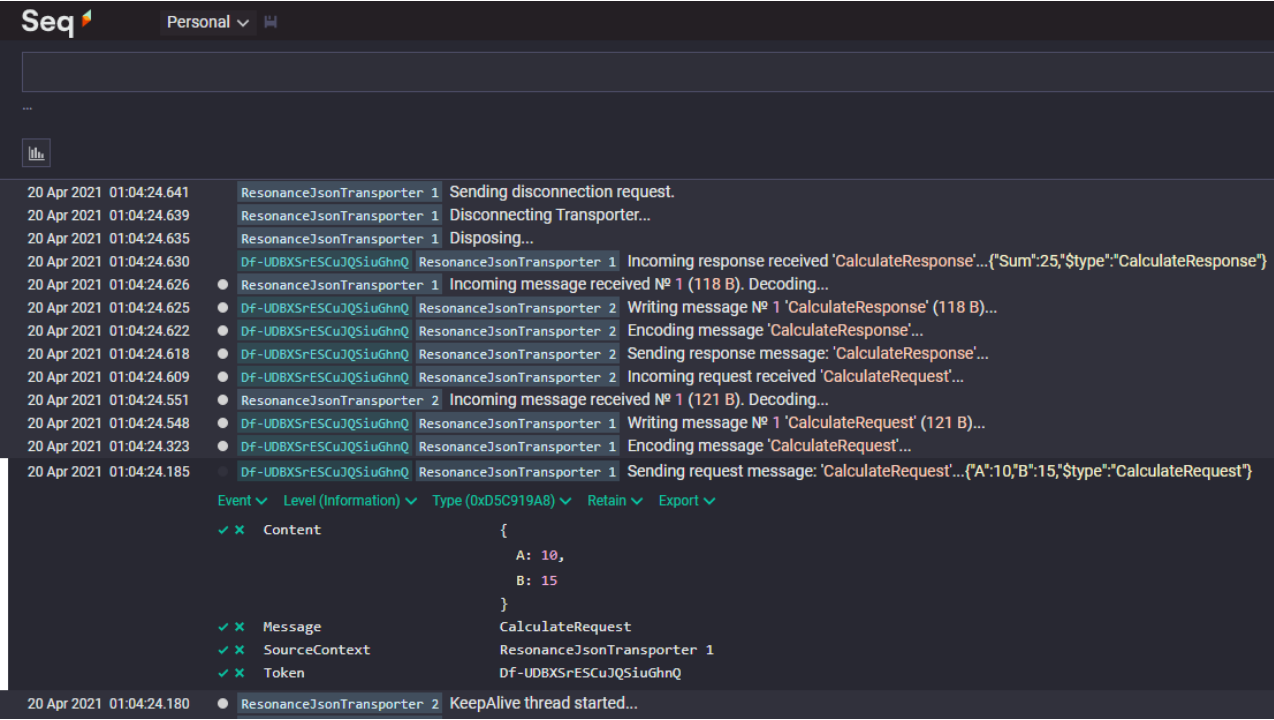 Seq Personal
...
20 Apr 2021 01:04:24.641 ResonanceJsonTransporter 1 Sending disconnection request.
20 Apr 2021 01:04:24.639 ResonanceJsonTransporter 1 Disconnecting Transporter...
20 Apr 2021 01:04:24.635 ResonanceJsonTransporter 1 Disposing...
20 Apr 2021 01:04:24.630 Df-UDBXSrESCuJQSiuGhnQ ResonanceJsonTransporter 1 Incoming response received 'CalculateResponse'...{"Sum":25,"$type":"CalculateResponse"}
20 Apr 2021 01:04:24.626 ResonanceJsonTransporter 1 Incoming message received № 1 (118 B). Decoding...
20 Apr 2021 01:04:24.625 Df-UDBXSrESCuJQSiuGhnQ ResonanceJsonTransporter 2 Writing message № 1 'CalculateResponse' (118 B)...
20 Apr 2021 01:04:24.622 Df-UDBXSrESCuJQSiuGhnQ ResonanceJsonTransporter 2 Encoding message 'CalculateResponse'...
20 Apr 2021 01:04:24.618 Df-UDBXSrESCuJQSiuGhnQ ResonanceJsonTransporter 2 Sending response message: 'CalculateResponse'...
20 Apr 2021 01:04:24.609 Df-UDBXSrESCuJQSiuGhnQ ResonanceJsonTransporter 2 Incoming request received 'CalculateRequest'...
20 Apr 2021 01:04:24.551 ResonanceJsonTransporter 2 Incoming message received № 1 (121 B). Decoding...
20 Apr 2021 01:04:24.548 Df-UDBXSrESCuJQSiuGhnQ ResonanceJsonTransporter 1 Writing message № 1 'CalculateRequest' (121 B)...
20 Apr 2021 01:04:24.323 Df-UDBXSrESCuJQSiuGhnQ ResonanceJsonTransporter 1 Encoding message 'CalculateRequest'...
20 Apr 2021 01:04:24.185 Df-UDBXSrESCuJQSiuGhnQ ResonanceJsonTransporter 1 Sending request message: 'CalculateRequest'...{"A":10,"B":15,"$type":"CalculateRequest"}
Event Level (Information) Type (0xD5C919A8) Retain Export
Content {
A: 10,
B: 15
}
Message CalculateRequest
SourceContext ResonanceJsonTransporter 1
Token Df-UDBXSrESCuJQSiuGhnQ
20 Apr 2021 01:04:24.180 ResonanceJsonTransporter 2 KeepAlive thread started...